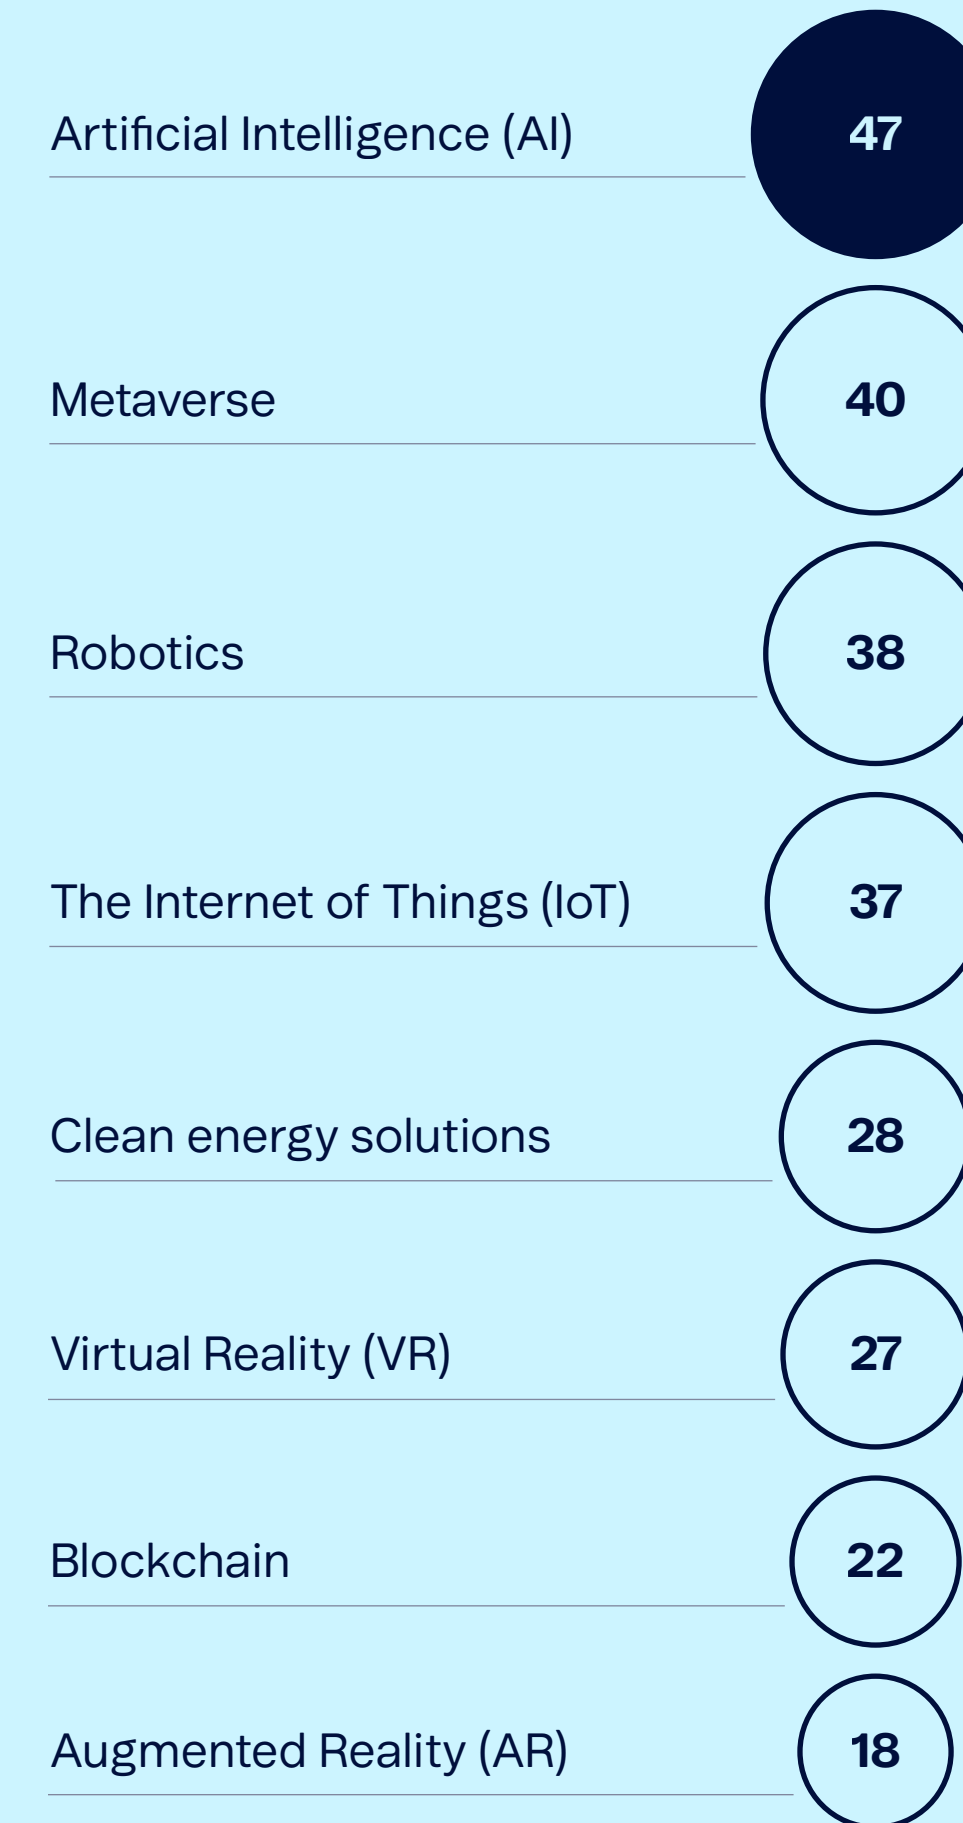 Artificial Intelligence (AI) 47
Metaverse 40
Robotics 38
The Internet of Things (IoT) 37
Clean energy solutions 28
Virtual Reality (VR) 27
Blockchain 22
Augmented Reality (AR) 18